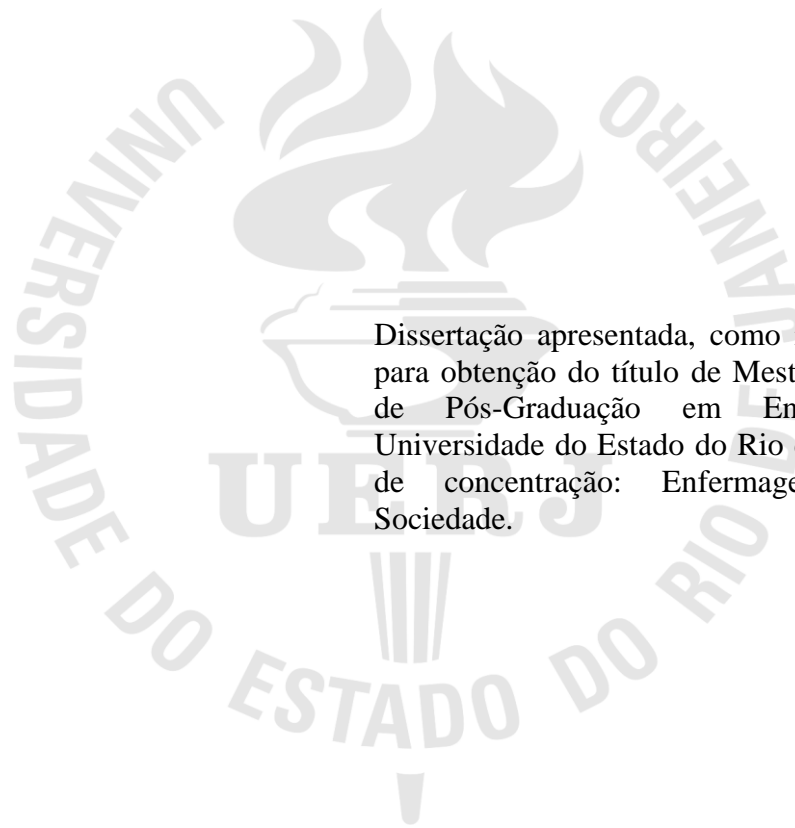 UNIVERSIDADE DO ESTADO DO RIO DE JANEIRO
UERJ
Dissertação apresentada, como
para obtenção do título de Mest
de Pós-Graduação em En
Universidade do Estado do Rio
de concentração: Enfermage
Sociedade.